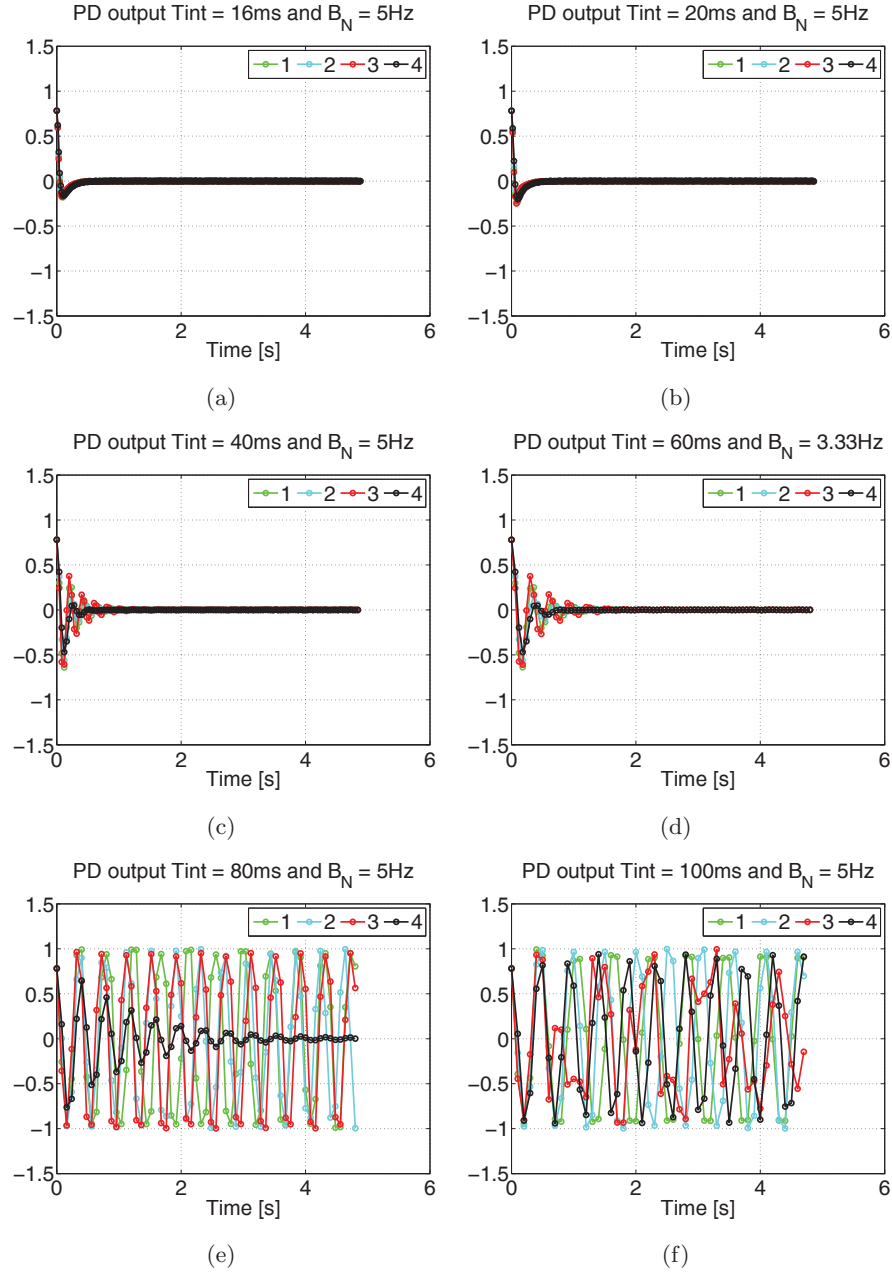 PD output Tint = 16ms and B_N = 5Hz
1 2 3 4
1.5
1
0.5
0
−0.5
−1
−1.5
0 2 4 6
Time [s]
(a)
PD output Tint = 20ms and B_N = 5Hz
1 2 3 4
1.5
1
0.5
0
−0.5
−1
−1.5
0 2 4 6
Time [s]
(b)
PD output Tint = 40ms and B_N = 5Hz
1 2 3 4
1.5
1
0.5
0
−0.5
−1
−1.5
0 2 4 6
Time [s]
(c)
PD output Tint = 60ms and B_N = 3.33Hz
1 2 3 4
1.5
1
0.5
0
−0.5
−1
−1.5
0 2 4 6
Time [s]
(d)
PD output Tint = 80ms and B_N = 5Hz
1 2 3 4
1.5
1
0.5
0
−0.5
−1
−1.5
0 2 4 6
Time [s]
(e)
PD output Tint = 100ms and B_N = 5Hz
1 2 3 4
1.5
1
0.5
0
−0.5
−1
−1.5
0 2 4 6
Time [s]
(f)